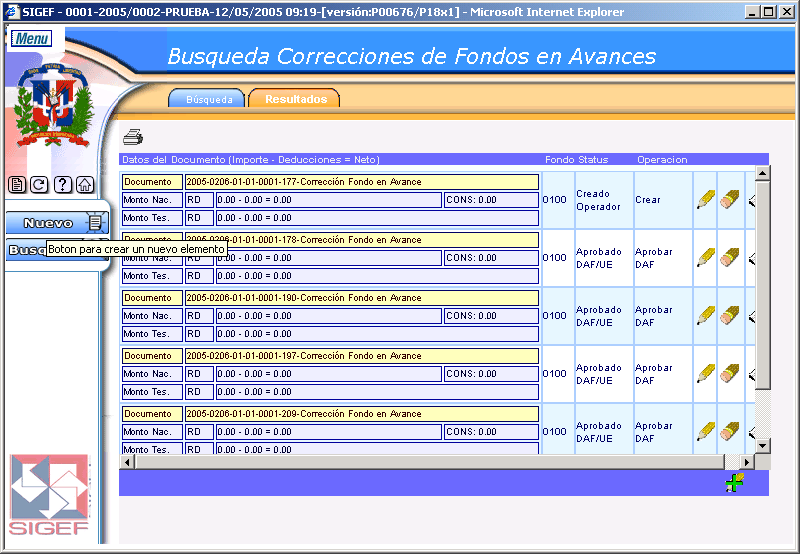 SIGEF - 0001-2005/0002-PRUEBA-12/05/2005 09:19-[versión:P00676/P18x1] - Microsoft Internet Explorer
Menu
Busqueda Correcciones de Fondos en Avances
Búsqueda
Resultados
Datos del Documento (Importe - Deducciones = Neto) Fondo Status Operacion
Documento 2005-0206-01-01-0001-177-Corrección Fondo en Avance
Monto Nac. RD 0.00 - 0.00 = 0.00 CONS: 0.00
Monto Tes. RD 0.00 - 0.00 = 0.00
0100
Creado
Operador
Crear
Nuevo
Busq
Boton para crear un nuevo elemento
Documento 2005-0206-01-01-0001-178-Corrección Fondo en Avance
Monto Nac. RD 0.00 - 0.00 = 0.00 CONS: 0.00
Monto Tes. RD 0.00 - 0.00 = 0.00
0100
Aprobado
DAF/UE
Aprobar
DAF
Documento 2005-0206-01-01-0001-190-Corrección Fondo en Avance
Monto Nac. RD 0.00 - 0.00 = 0.00 CONS: 0.00
Monto Tes. RD 0.00 - 0.00 = 0.00
0100
Aprobado
DAF/UE
Aprobar
DAF
Documento 2005-0206-01-01-0001-197-Corrección Fondo en Avance
Monto Nac. RD 0.00 - 0.00 = 0.00 CONS: 0.00
Monto Tes. RD 0.00 - 0.00 = 0.00
0100
Aprobado
DAF/UE
Aprobar
DAF
Documento 2005-0206-01-01-0001-209-Corrección Fondo en Avance
Monto Nac. RD 0.00 - 0.00 = 0.00 CONS: 0.00
Monto Tes. RD 0.00 - 0.00 = 0.00
0100
Aprobado
DAF/UE
Aprobar
DAF
SIGEF